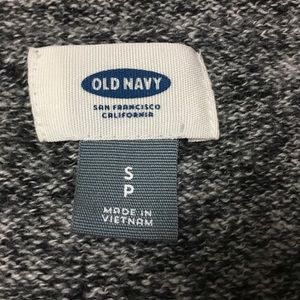 OLD NAVY
SAN FRANCISCO
CALIFORNIA
S
P
MADE IN
VIETNAM